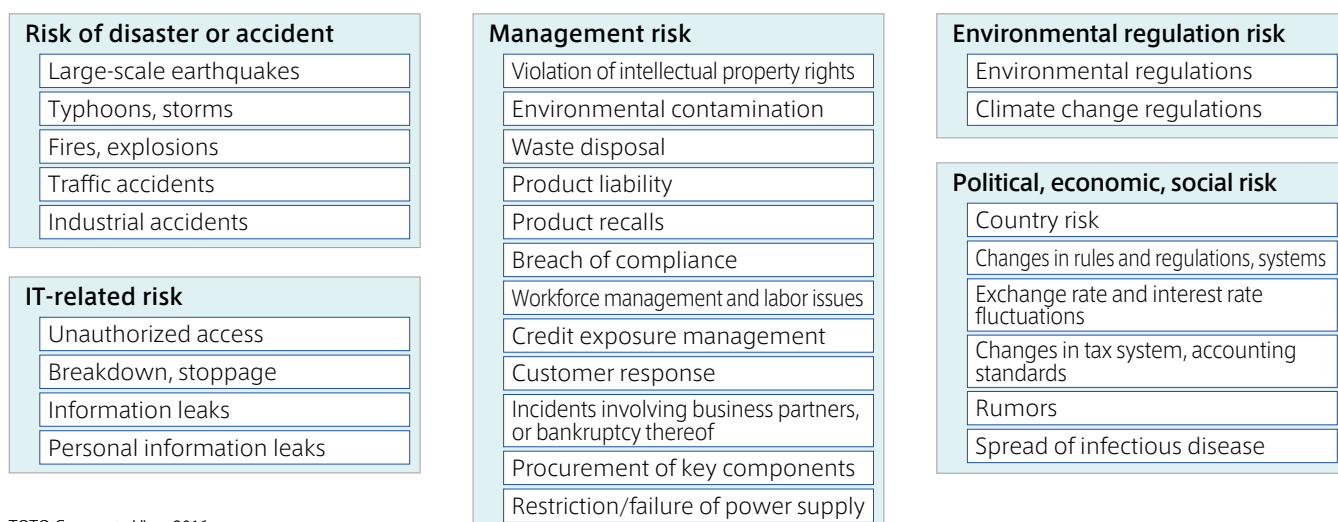 Risk of disaster or accident
Large-scale earthquakes
Typhoons, storms
Fires, explosions
Traffic accidents
Industrial accidents
IT-related risk
Unauthorized access
Breakdown, stoppage
Information leaks
Personal information leaks
Management risk
Violation of intellectual property rights
Environmental contamination
Waste disposal
Product liability
Product recalls
Breach of compliance
Workforce management and labor issues
Credit exposure management
Customer response
Incidents involving business partners,
or bankruptcy thereof
Procurement of key components
Restriction/failure of power supply
Environmental regulation risk
Environmental regulations
Climate change regulations
Political, economic, social risk
Country risk
Changes in rules and regulations, systems
Exchange rate and interest rate
fluctuations
Changes in tax system, accounting
standards
Rumors
Spread of infectious disease